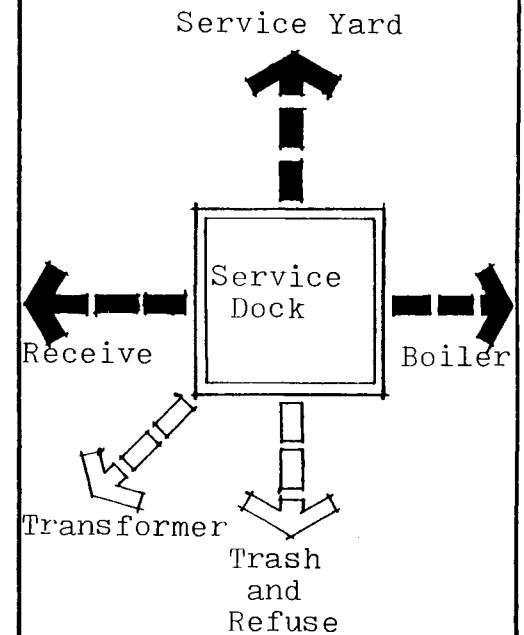 Service Yard
Service
Dock
Receive
Boiler
Transformer
Trash
and
Refuse